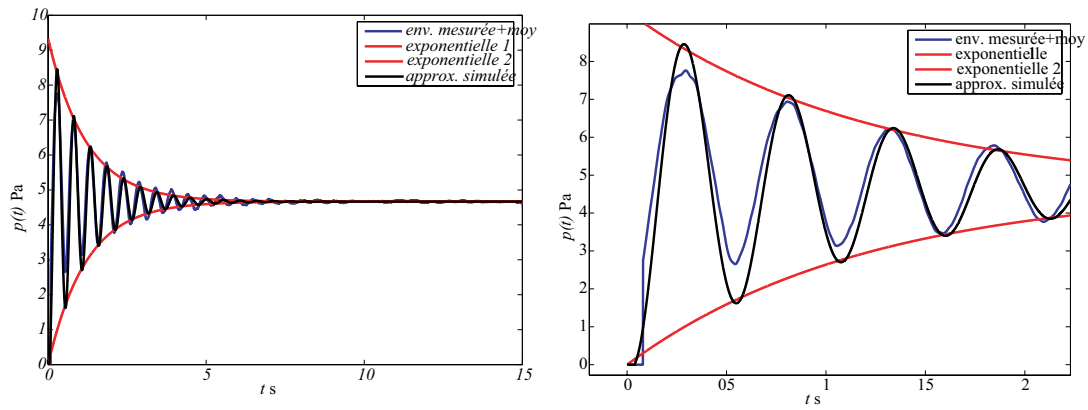 10
9
8
7
6
5
4
3
2
1
0
p(t) Pa
0
5
10
15
t s
env. mesurée+moy
exponentielle 1
exponentielle 2
approx. simulée
8
7
6
5
4
3
2
1
0
p(t) Pa
0
05
1
15
2
t s
env. mesurée+moy
exponentielle
exponentielle 2
approx. simulée